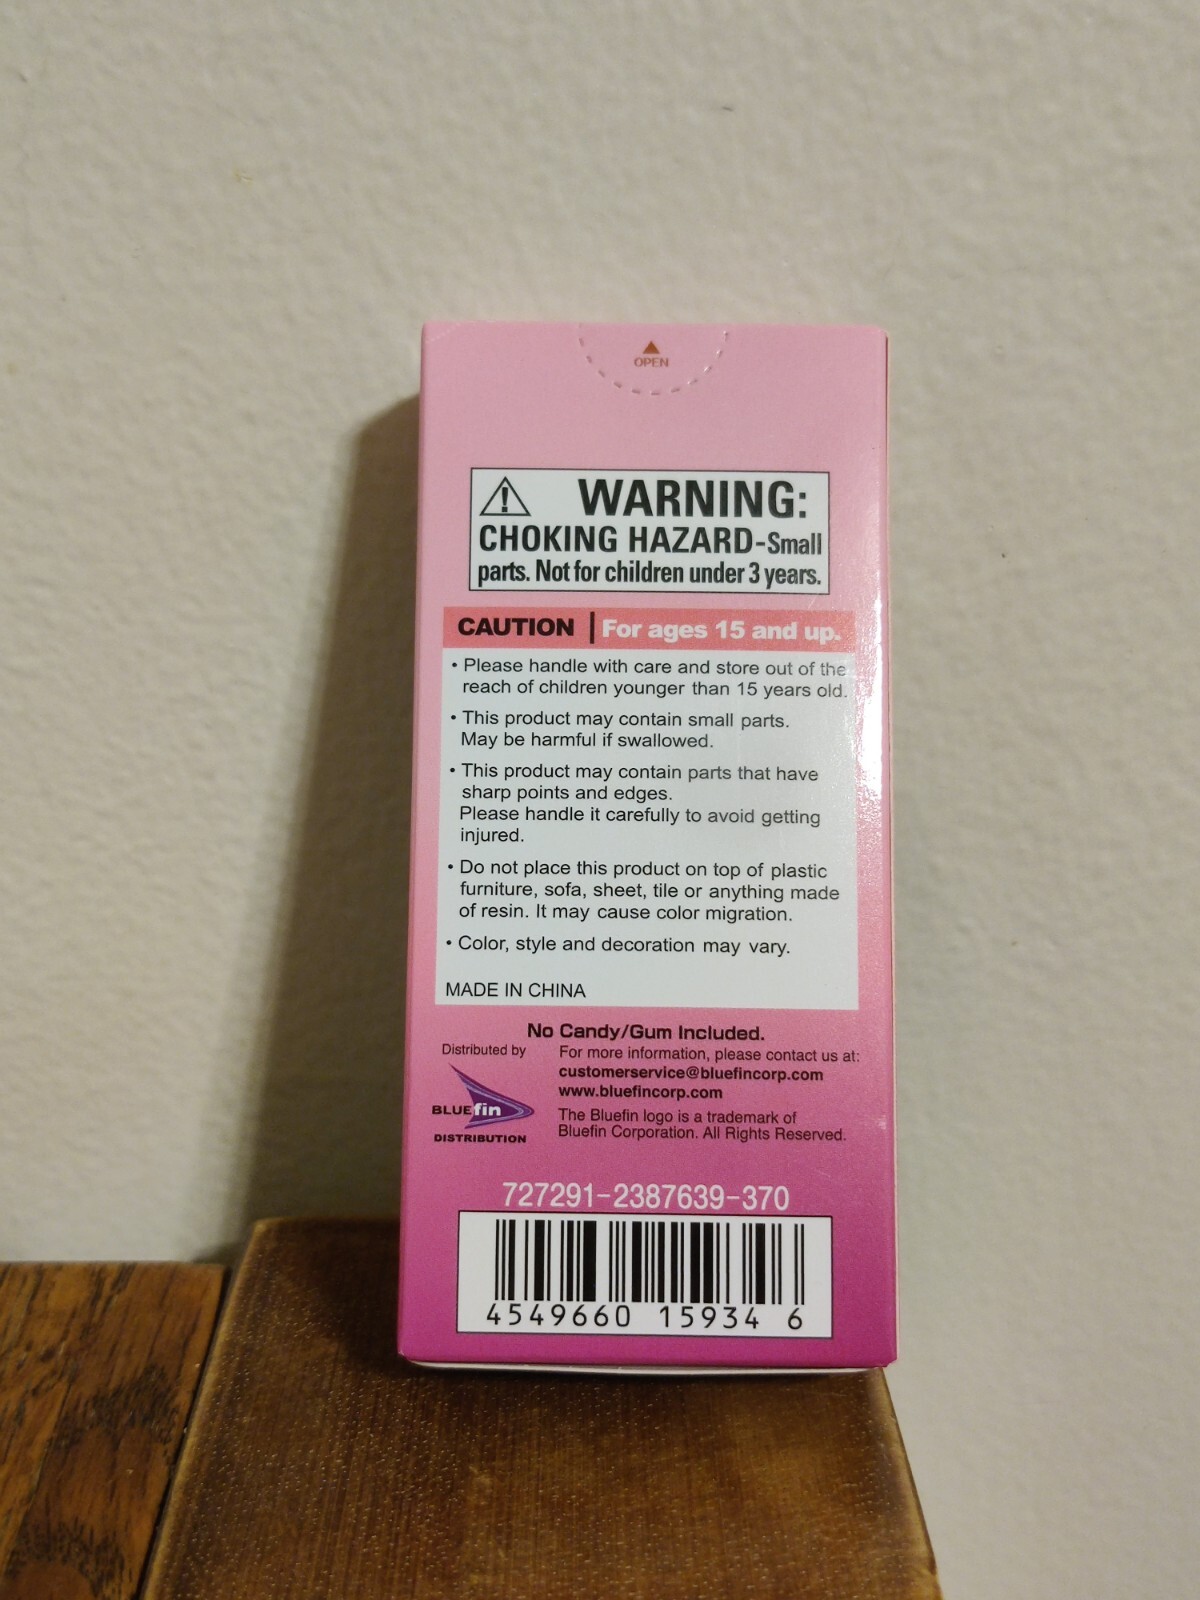 OPEN
WARNING:
CHOKING HAZARD-Small
parts. Not for children under 3 years.
CAUTION | For ages 15 and up.
• Please handle with care and store out of the
reach of children younger than 15 years old.
• This product may contain small parts.
May be harmful if swallowed.
• This product may contain parts that have
sharp points and edges.
Please handle it carefully to avoid getting
injured.
• Do not place this product on top of plastic
furniture, sofa, sheet, tile or anything made
of resin. It may cause color migration.
• Color, style and decoration may vary.
MADE IN CHINA
No Candy/Gum Included.
Distributed by
BLUEfin
DISTRIBUTION
For more information, please contact us at:
customerservice@bluefincorp.com
www.bluefincorp.com
The Bluefin logo is a trademark of
Bluefin Corporation. All Rights Reserved.
727291-2387639-370
4549660 15934 6